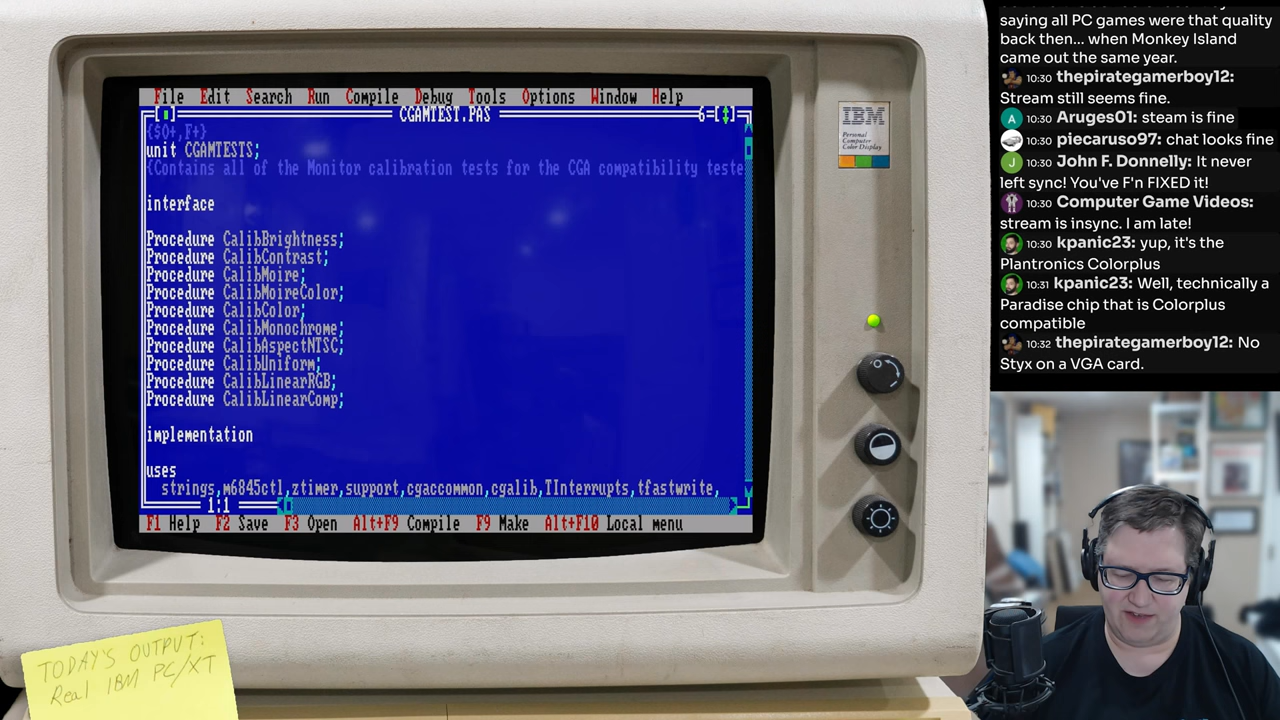 File Edit Search Run Compile Debug Tools Options Window Help
CGAMTEST.PAS 6
{$O+,F+}
unit CGAMTESTS;
{Contains all of the Monitor calibration tests for the CGA compatibility teste
interface
Procedure CalibBrightness;
Procedure CalibContrast;
Procedure CalibMoire;
Procedure CalibMoireColor;
Procedure CalibColor;
Procedure CalibMonochrome;
Procedure CalibAspectNTSC;
Procedure CalibUniform;
Procedure CalibLinearRGB;
Procedure CalibLinearComp;
implementation
uses
strings,m6845ctl,ztimer,support,cgaccommon,cgalib,TInterrupts,tfastwrite,
1:1
F1 Help F2 Save F3 Open Alt+F9 Compile F9 Make Alt+F10 Local menu
IBM
Personal
Computer
Color Display
TODAY'S OUTPUT:
Real IBM PC/XT
saying all PC games were that quality
back then... when Monkey Island
came out the same year.
10:30 thepirategamerboy12:
Stream still seems fine.
A 10:30 Aruges01: steam is fine
10:30 piecaruso97: chat looks fine
J 10:30 John F. Donnelly: It never
left sync! You've F'n FIXED it!
10:30 Computer Game Videos:
stream is insync. I am late!
10:30 kpanic23: yup, it's the
Plantronics Colorplus
10:31 kpanic23: Well, technically a
Paradise chip that is Colorplus
compatible
10:32 thepirategamerboy12: No
Styx on a VGA card.